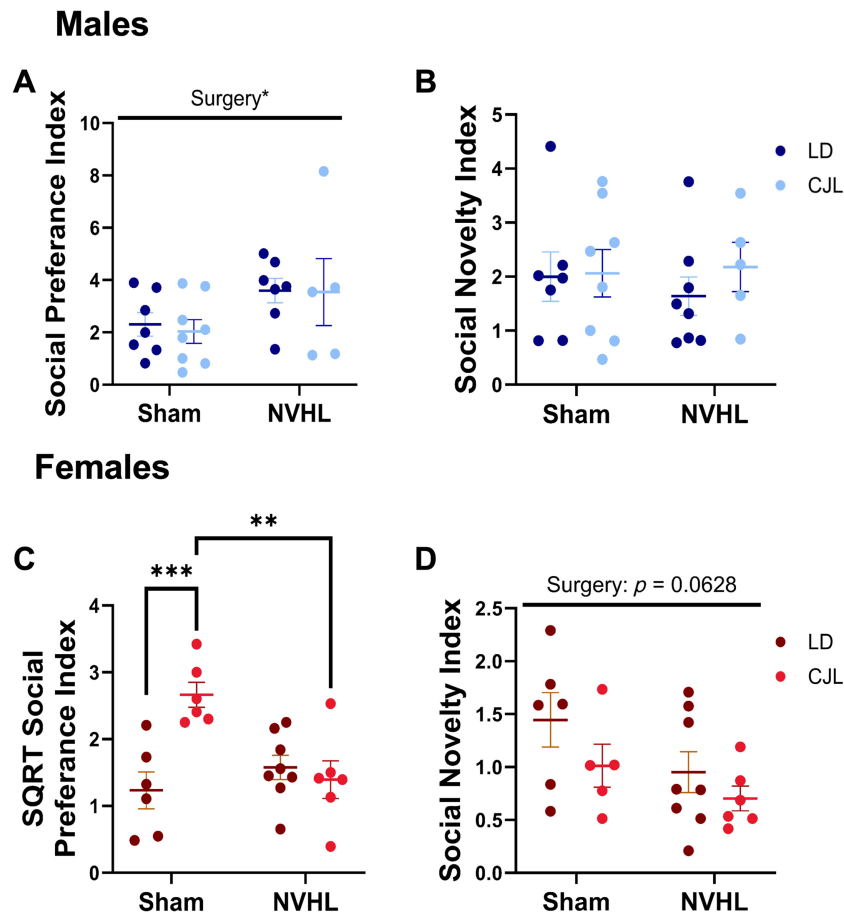 Males
A
Surgery*
Social Preferance Index
10
8
6
4
2
0
Sham
NVHL
B
Social Novelty Index
5
4
3
2
1
0
Sham
NVHL
LD
CJL
Females
C
**
***
SQRT Social
Preferance Index
4
3
2
1
0
Sham
NVHL
D
Surgery: p = 0.0628
Social Novelty Index
2.5
2.0
1.5
1.0
0.5
0.0
Sham
NVHL
LD
CJL